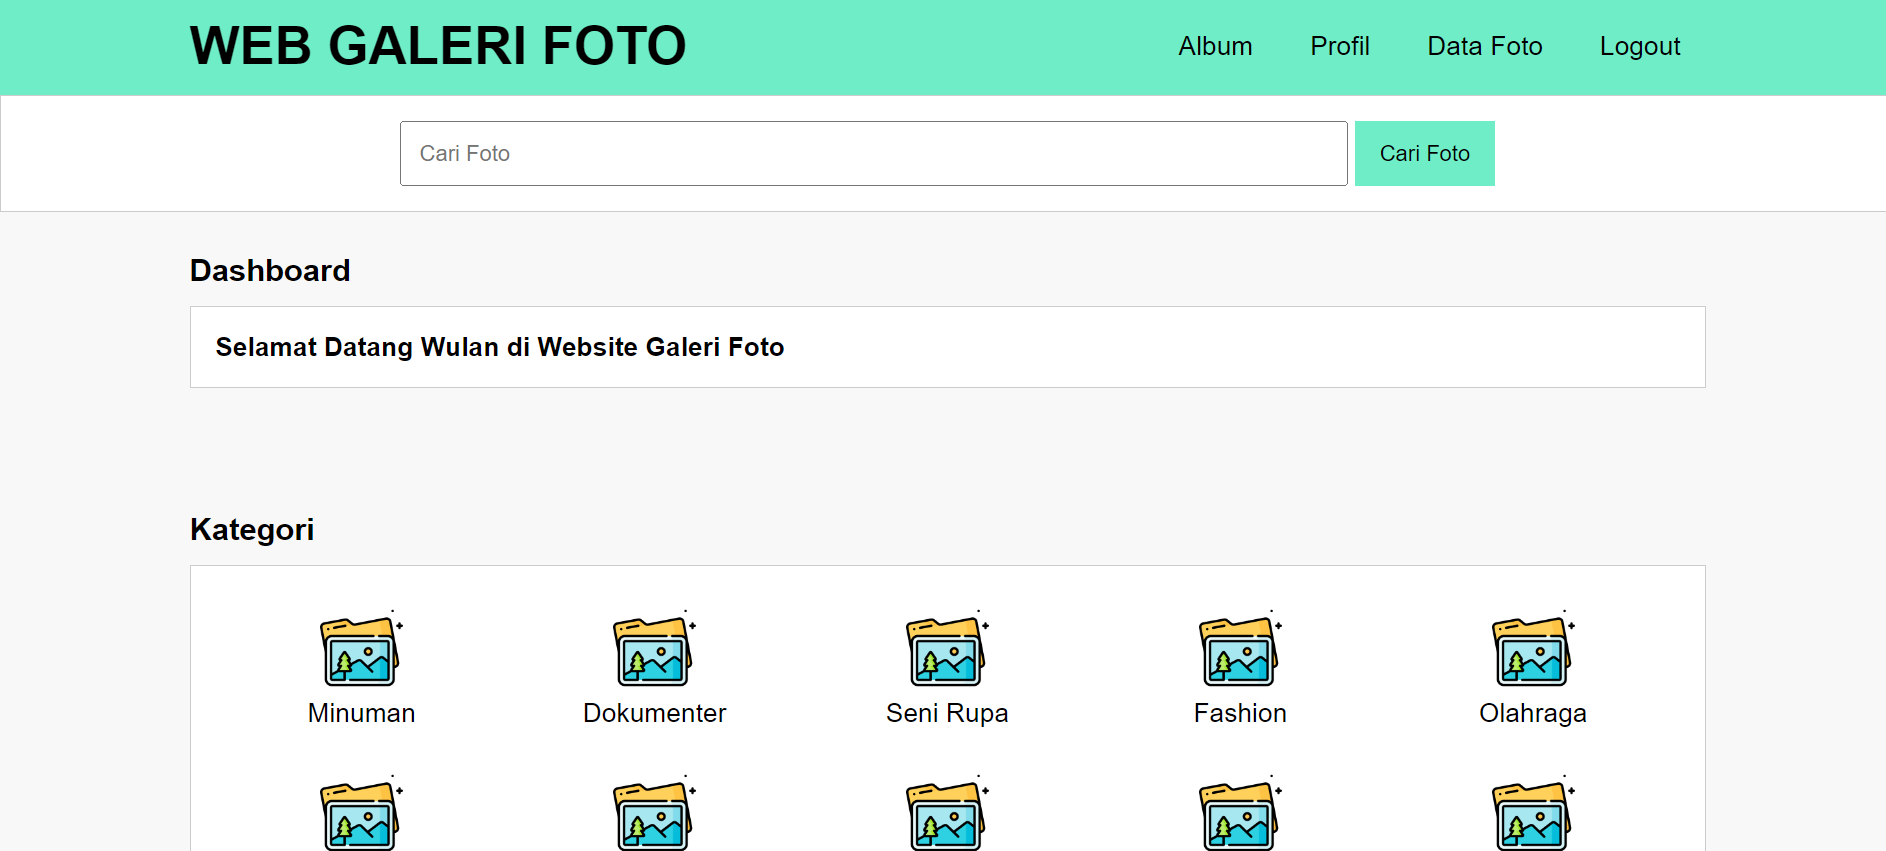 WEB GALERI FOTO
Album Profil Data Foto Logout
Cari Foto Cari Foto
Dashboard
Selamat Datang Wulan di Website Galeri Foto
Kategori
Minuman Dokumenter Seni Rupa Fashion Olahraga